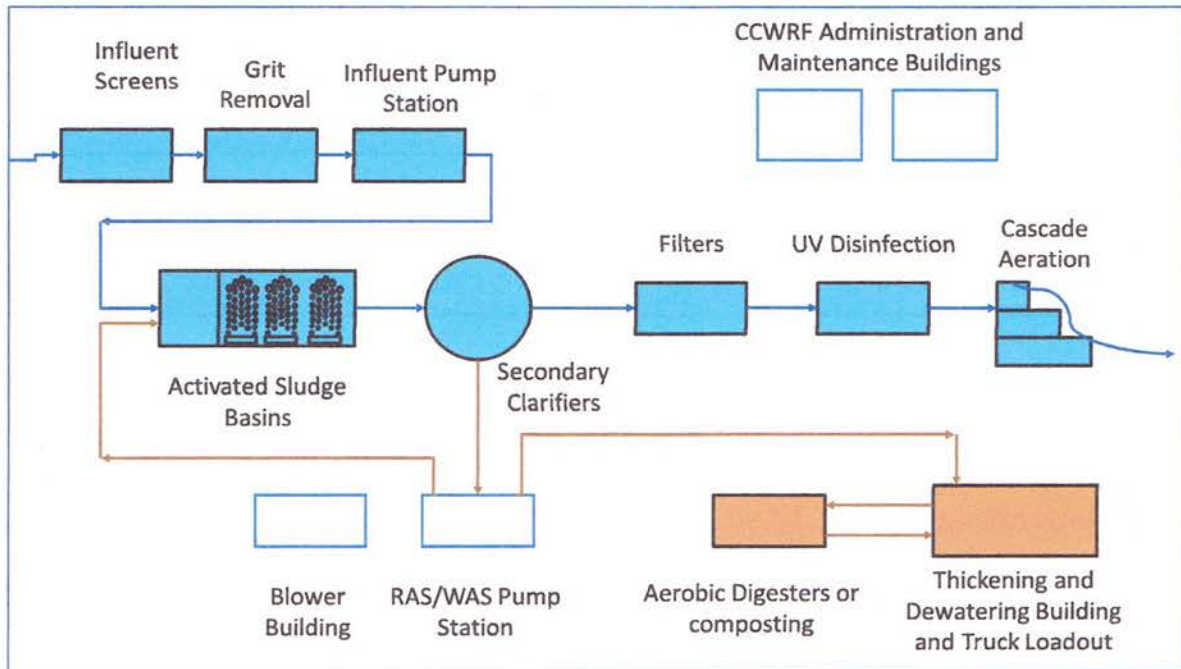 CCWRF Administration and
Maintenance Buildings
Influent
Screens
Grit
Removal
Influent Pump
Station
Filters
UV Disinfection
Cascade
Aeration
Activated Sludge
Basins
Secondary
Clarifiers
Blower
Building
RAS/WAS Pump
Station
Aerobic Digesters or
composting
Thickening and
Dewatering Building
and Truck Loadout